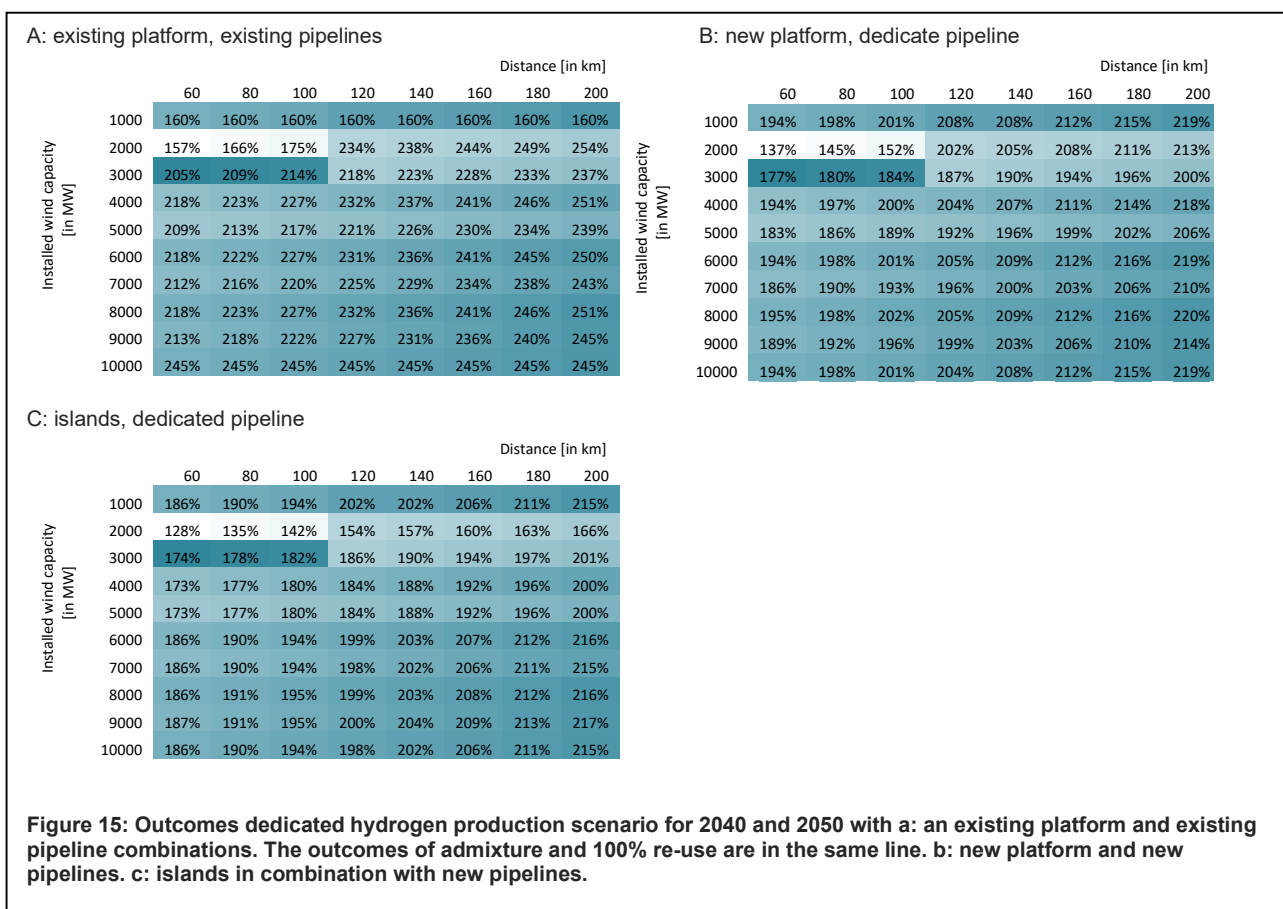 A: existing platform, existing pipelines
Distance [in km]
60 80 100 120 140 160 180 200
Installed wind capacity
[in MW]
1000 160% 160% 160% 160% 160% 160% 160% 160%
2000 157% 166% 175% 234% 238% 244% 249% 254%
3000 205% 209% 214% 218% 223% 228% 233% 237%
4000 218% 223% 227% 232% 237% 241% 246% 251%
5000 209% 213% 217% 221% 226% 230% 234% 239%
6000 218% 222% 227% 231% 236% 241% 245% 250%
7000 212% 216% 220% 225% 229% 234% 238% 243%
8000 218% 223% 227% 232% 236% 241% 246% 251%
9000 213% 218% 222% 227% 231% 236% 240% 245%
10000 245% 245% 245% 245% 245% 245% 245% 245%
B: new platform, dedicate pipeline
Distance [in km]
60 80 100 120 140 160 180 200
Installed wind capacity
[in MW]
1000 194% 198% 201% 208% 208% 212% 215% 219%
2000 137% 145% 152% 202% 205% 208% 211% 213%
3000 177% 180% 184% 187% 190% 194% 196% 200%
4000 194% 197% 200% 204% 207% 211% 214% 218%
5000 183% 186% 189% 192% 196% 199% 202% 206%
6000 194% 198% 201% 205% 209% 212% 216% 219%
7000 186% 190% 193% 196% 200% 203% 206% 210%
8000 195% 198% 202% 205% 209% 212% 216% 220%
9000 189% 192% 196% 199% 203% 206% 210% 214%
10000 194% 198% 201% 204% 208% 212% 215% 219%
C: islands, dedicated pipeline
Distance [in km]
60 80 100 120 140 160 180 200
Installed wind capacity
[in MW]
1000 186% 190% 194% 202% 202% 206% 211% 215%
2000 128% 135% 142% 154% 157% 160% 163% 166%
3000 174% 178% 182% 186% 190% 194% 197% 201%
4000 173% 177% 180% 184% 188% 192% 196% 200%
5000 173% 177% 180% 184% 188% 192% 196% 200%
6000 186% 190% 194% 199% 203% 207% 212% 216%
7000 186% 190% 194% 198% 202% 206% 211% 215%
8000 186% 191% 195% 199% 203% 208% 212% 216%
9000 187% 191% 195% 200% 204% 209% 213% 217%
10000 186% 190% 194% 198% 202% 206% 211% 215%
Figure 15: Outcomes dedicated hydrogen production scenario for 2040 and 2050 with a: an existing platform and existing
pipeline combinations. The outcomes of admixture and 100% re-use are in the same line. b: new platform and new
pipelines. c: islands in combination with new pipelines.